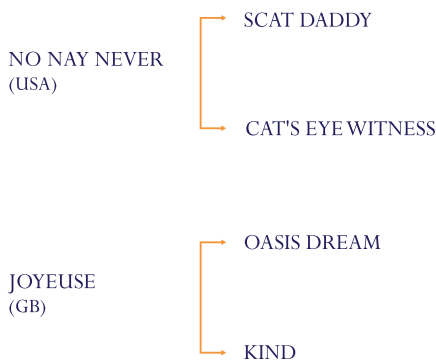 SCAT DADDY
NO NAY NEVER
(USA)
CAT'S EYE WITNESS
OASIS DREAM
JOYEUSE
(GB)
KIND